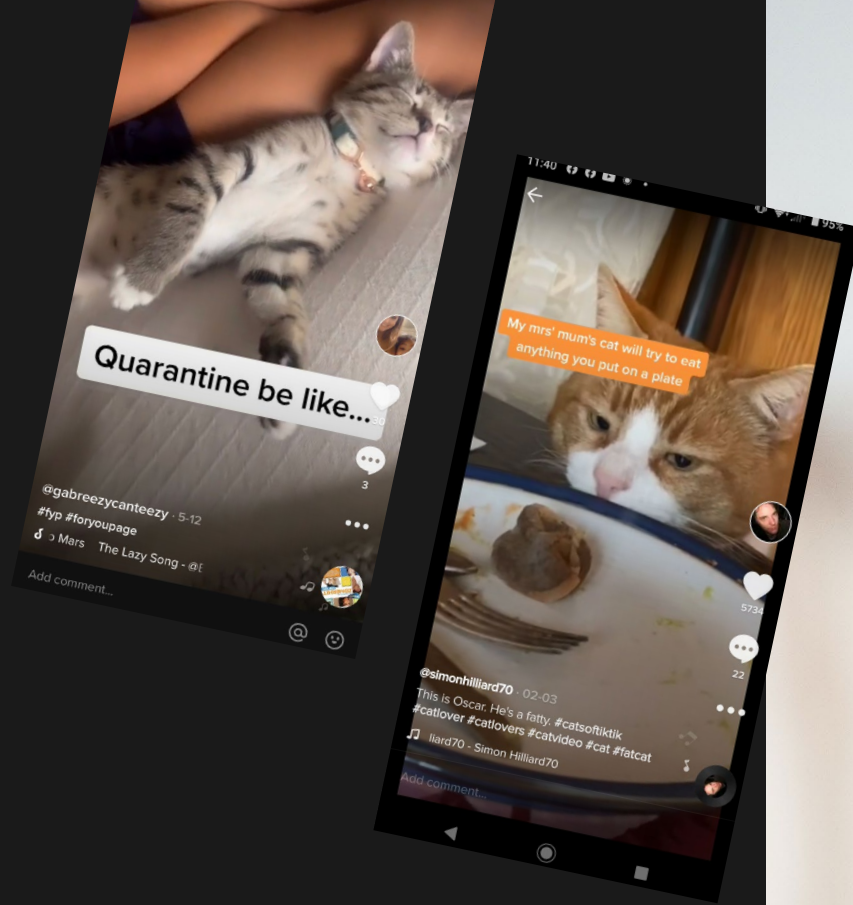 Quarantine be like...
3
@gabreezycanteezy · 5-12
#fyp #foryoupage
Mars The Lazy Song -
Add comment...
11:40
95%
My mrs' mum's cat will try to eat
anything you put on a plate
5734
22
@simonhilliard70 · 02-03
This is Oscar. He's a fatty. #catsoftiktik
#catlover #catlovers #catvideo #cat #fatcat
liard70 - Simon Hilliard70
Add comment...